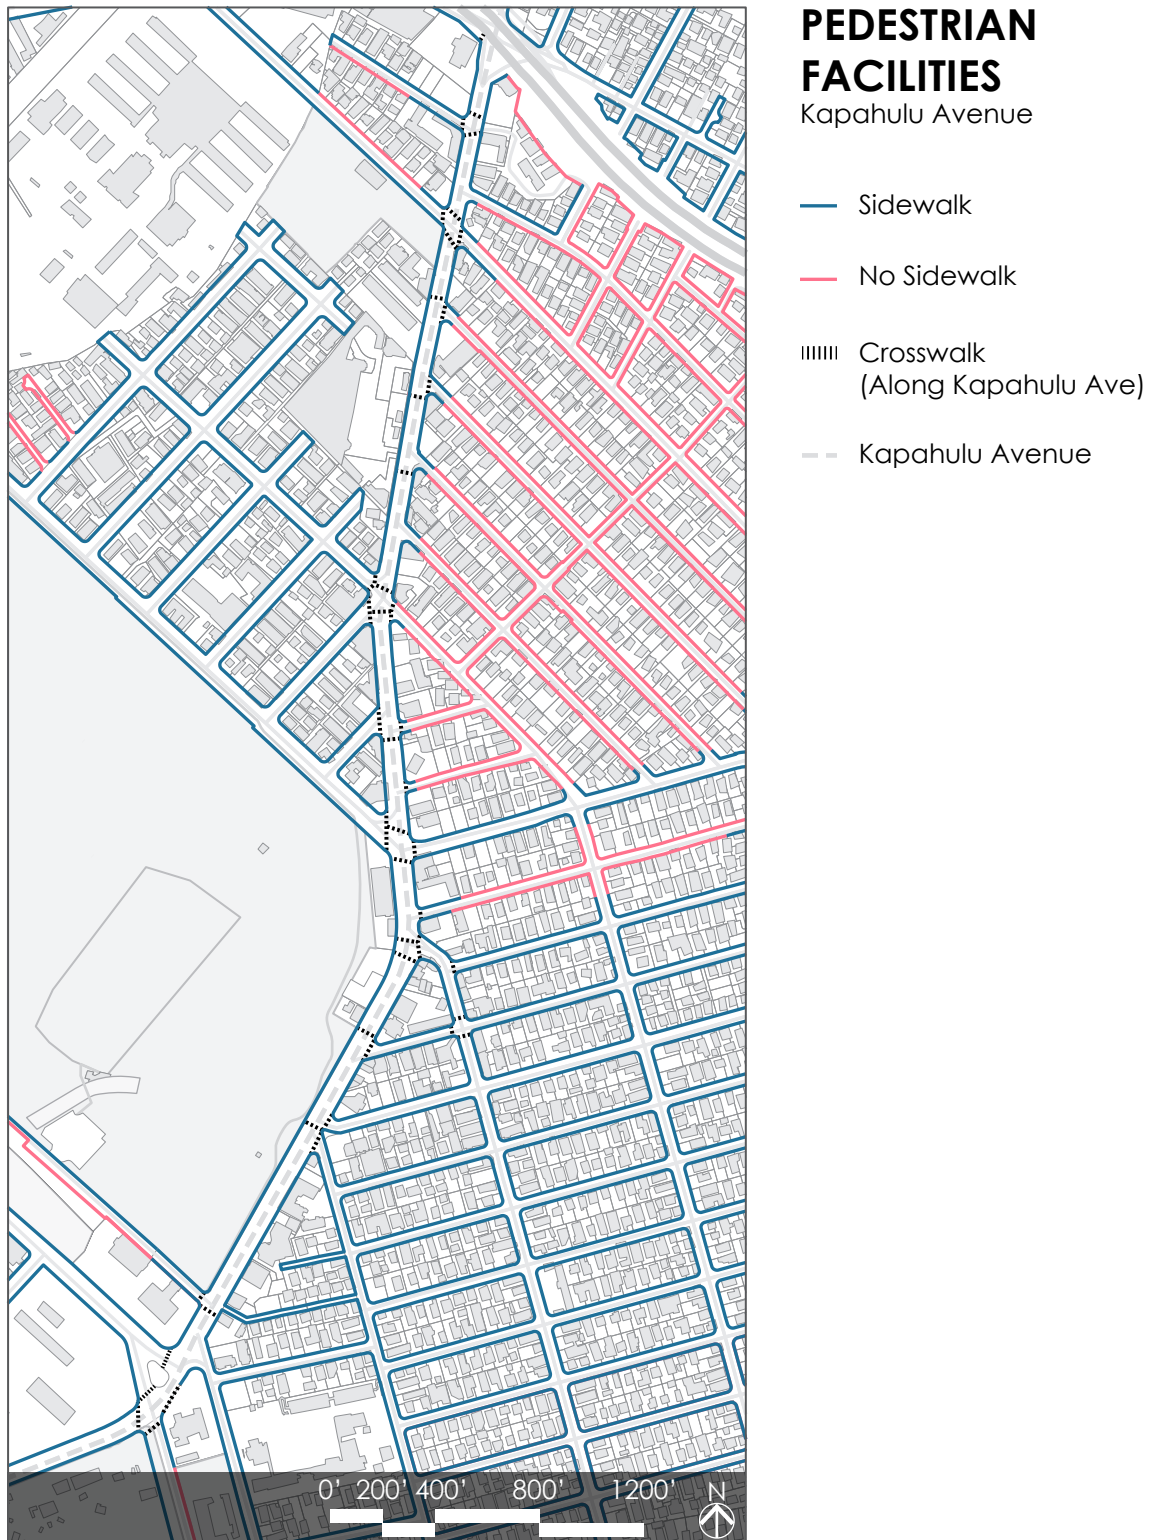 PEDESTRIAN
FACILITIES
Kapahulu Avenue
Sidewalk
No Sidewalk
Crosswalk
(Along Kapahulu Ave)
Kapahulu Avenue
0' 200' 400' 800' 1200' N